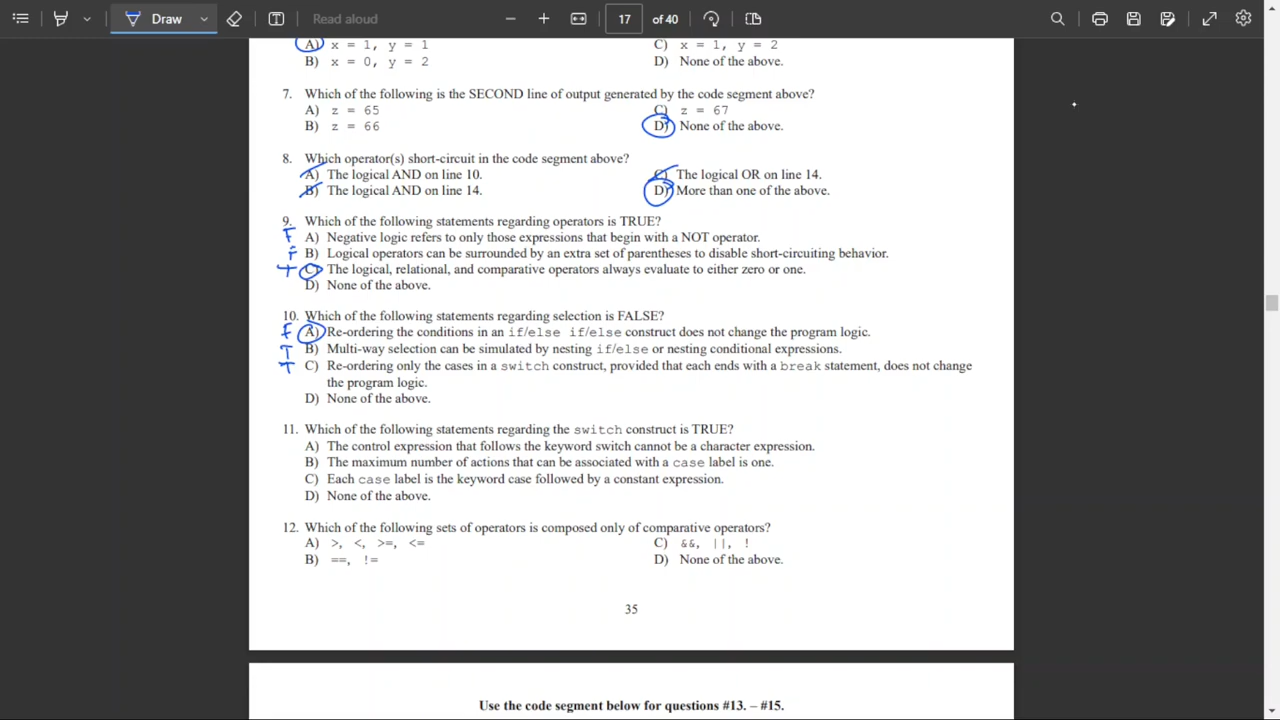 Draw
Read aloud
17 of 40
A) x = 1, y = 1
C) x = 1, y = 2
B) x = 0, y = 2
D) None of the above.
7. Which of the following is the SECOND line of output generated by the code segment above?
A) z = 65
C) z = 67
B) z = 66
D) None of the above.
8. Which operator(s) short-circuit in the code segment above?
A) The logical AND on line 10.
C) The logical OR on line 14.
B) The logical AND on line 14.
D) More than one of the above.
9. Which of the following statements regarding operators is TRUE?
F A) Negative logic refers to only those expressions that begin with a NOT operator.
F B) Logical operators can be surrounded by an extra set of parentheses to disable short-circuiting behavior.
T C) The logical, relational, and comparative operators always evaluate to either zero or one.
D) None of the above.
10. Which of the following statements regarding selection is FALSE?
F A) Re-ordering the conditions in an if/else if/else construct does not change the program logic.
T B) Multi-way selection can be simulated by nesting if/else or nesting conditional expressions.
T C) Re-ordering only the cases in a switch construct, provided that each ends with a break statement, does not change
the program logic.
D) None of the above.
11. Which of the following statements regarding the switch construct is TRUE?
A) The control expression that follows the keyword switch cannot be a character expression.
B) The maximum number of actions that can be associated with a case label is one.
C) Each case label is the keyword case followed by a constant expression.
D) None of the above.
12. Which of the following sets of operators is composed only of comparative operators?
A) >, <, >=, <=
C) &&, ||, !
B) ==, !=
D) None of the above.
35
Use the code segment below for questions #13. – #15.